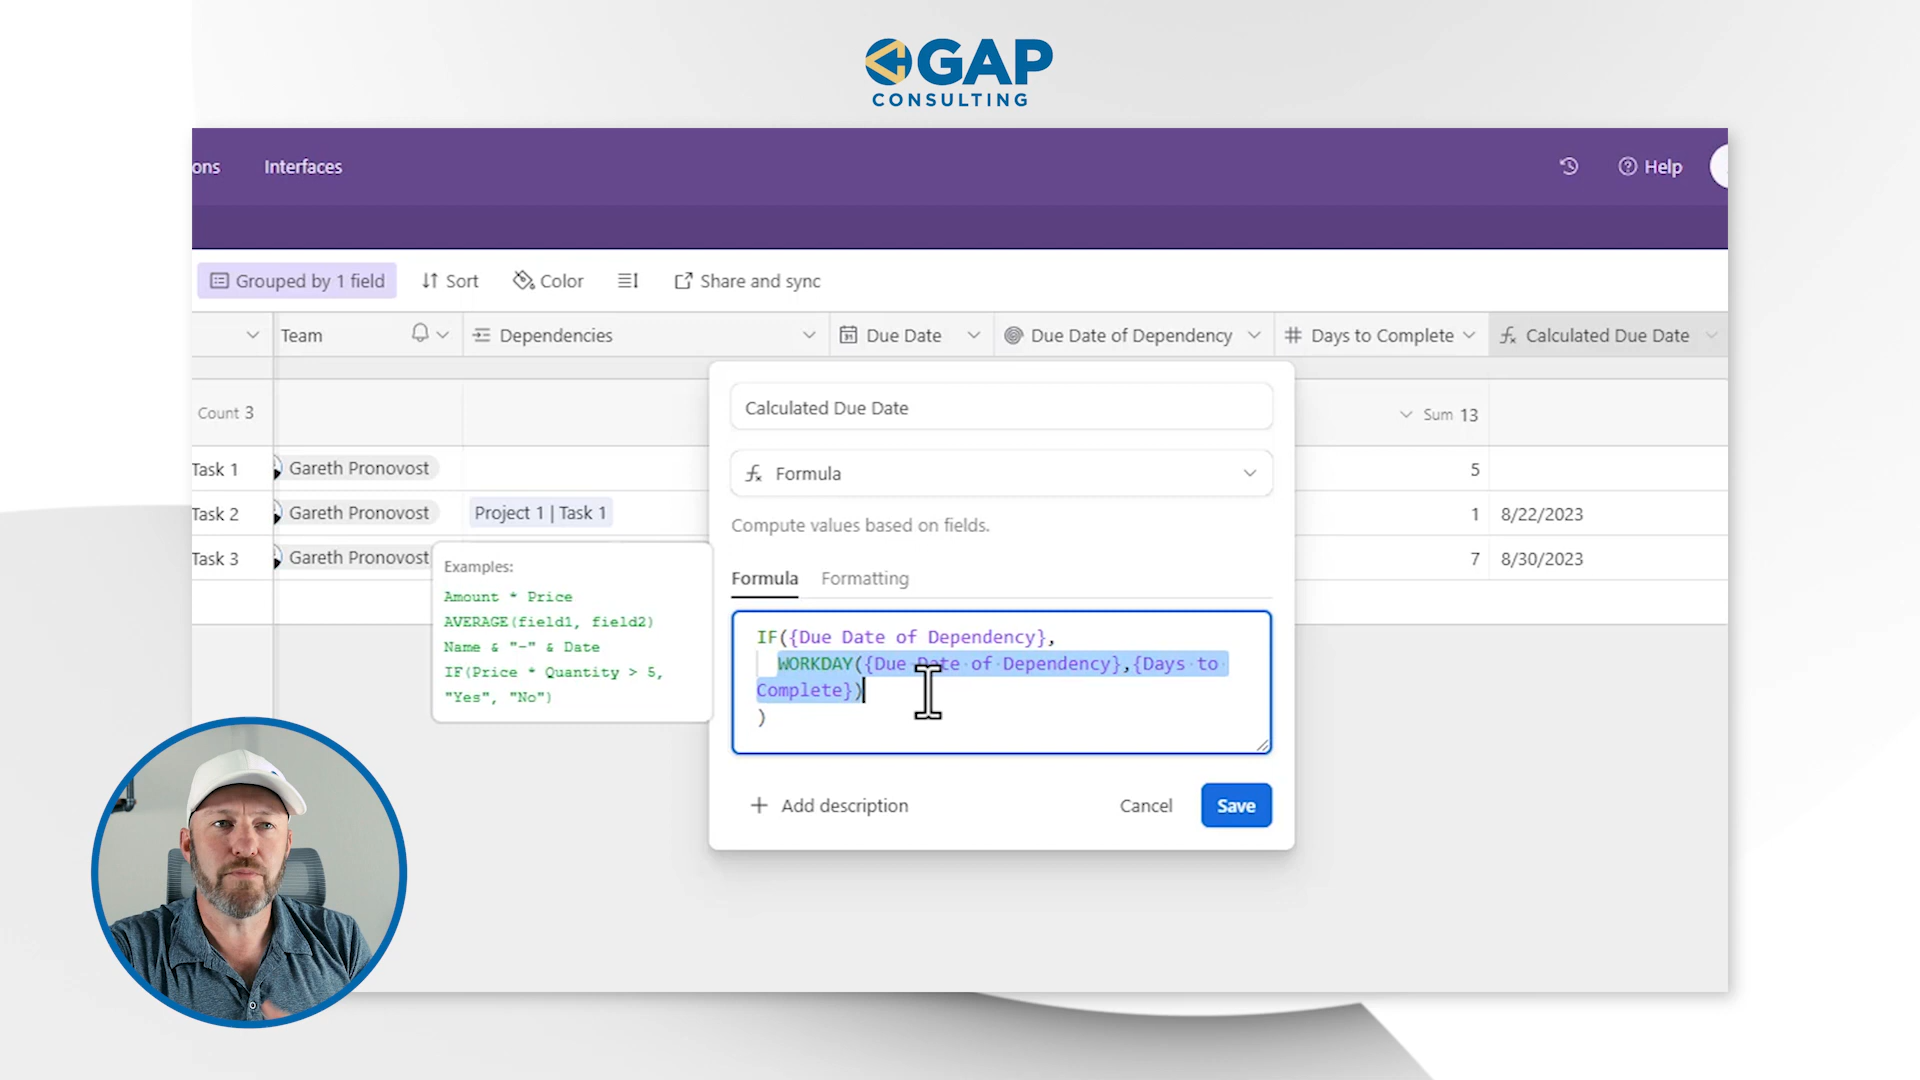 GAP
CONSULTING
ons Interfaces Help
Grouped by 1 field Sort Color Share and sync
Team Dependencies Due Date Due Date of Dependency Days to Complete Calculated Due Date
Calculated Due Date
Count 3 Sum 13
Formula
Task 1 Gareth Pronovost 5
Task 2 Gareth Pronovost Project 1 | Task 1 1 8/22/2023
Compute values based on fields.
Task 3 Gareth Pronovost 7 8/30/2023
Examples:
Amount * Price
AVERAGE(field1, field2)
Name & "-" & Date
IF(Price * Quantity > 5,
"Yes", "No")
Formula Formatting
IF({Due Date of Dependency},
WORKDAY({Due Date of Dependency},{Days to
Complete})
)
Add description Cancel Save